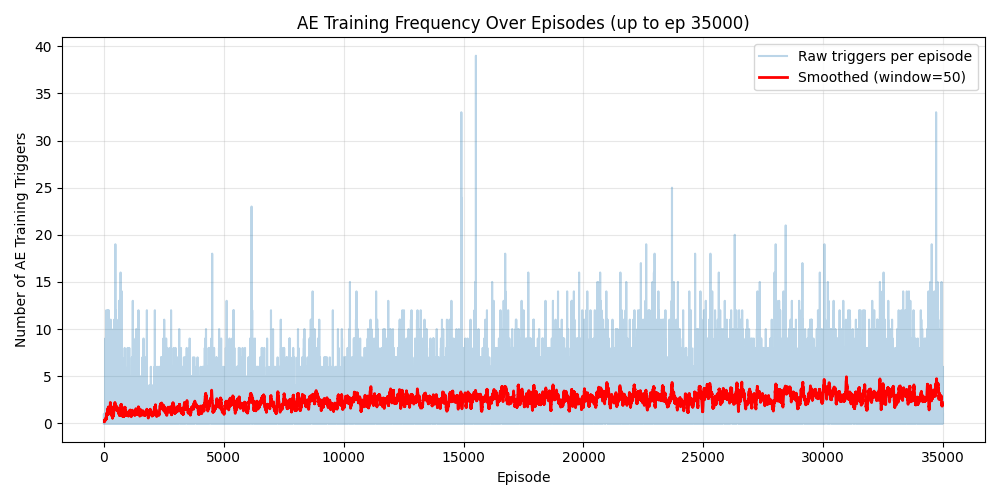 AE Training Frequency Over Episodes (up to ep 35000)
Number of AE Training Triggers
40
35
30
25
20
15
10
5
0
Raw triggers per episode
Smoothed (window=50)
0 5000 10000 15000 20000 25000 30000 35000
Episode